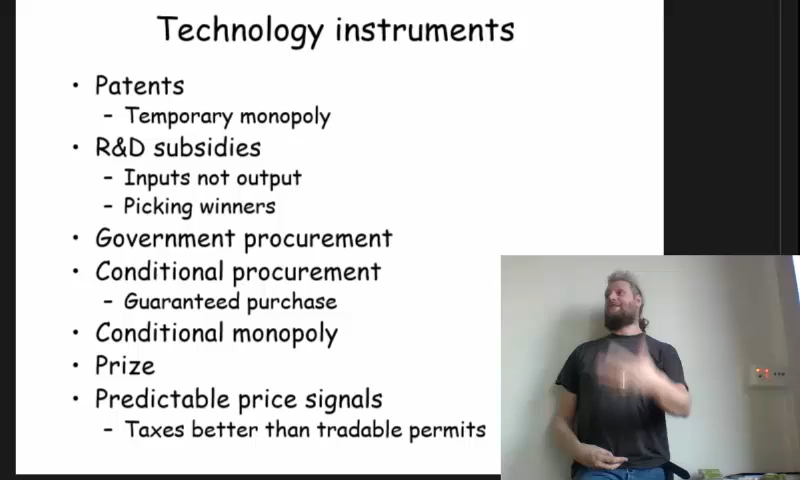 Technology instruments
• Patents
– Temporary monopoly
• R&D subsidies
– Inputs not output
– Picking winners
• Government procurement
• Conditional procurement
– Guaranteed purchase
• Conditional monopoly
• Prize
• Predictable price signals
– Taxes better than tradable permits